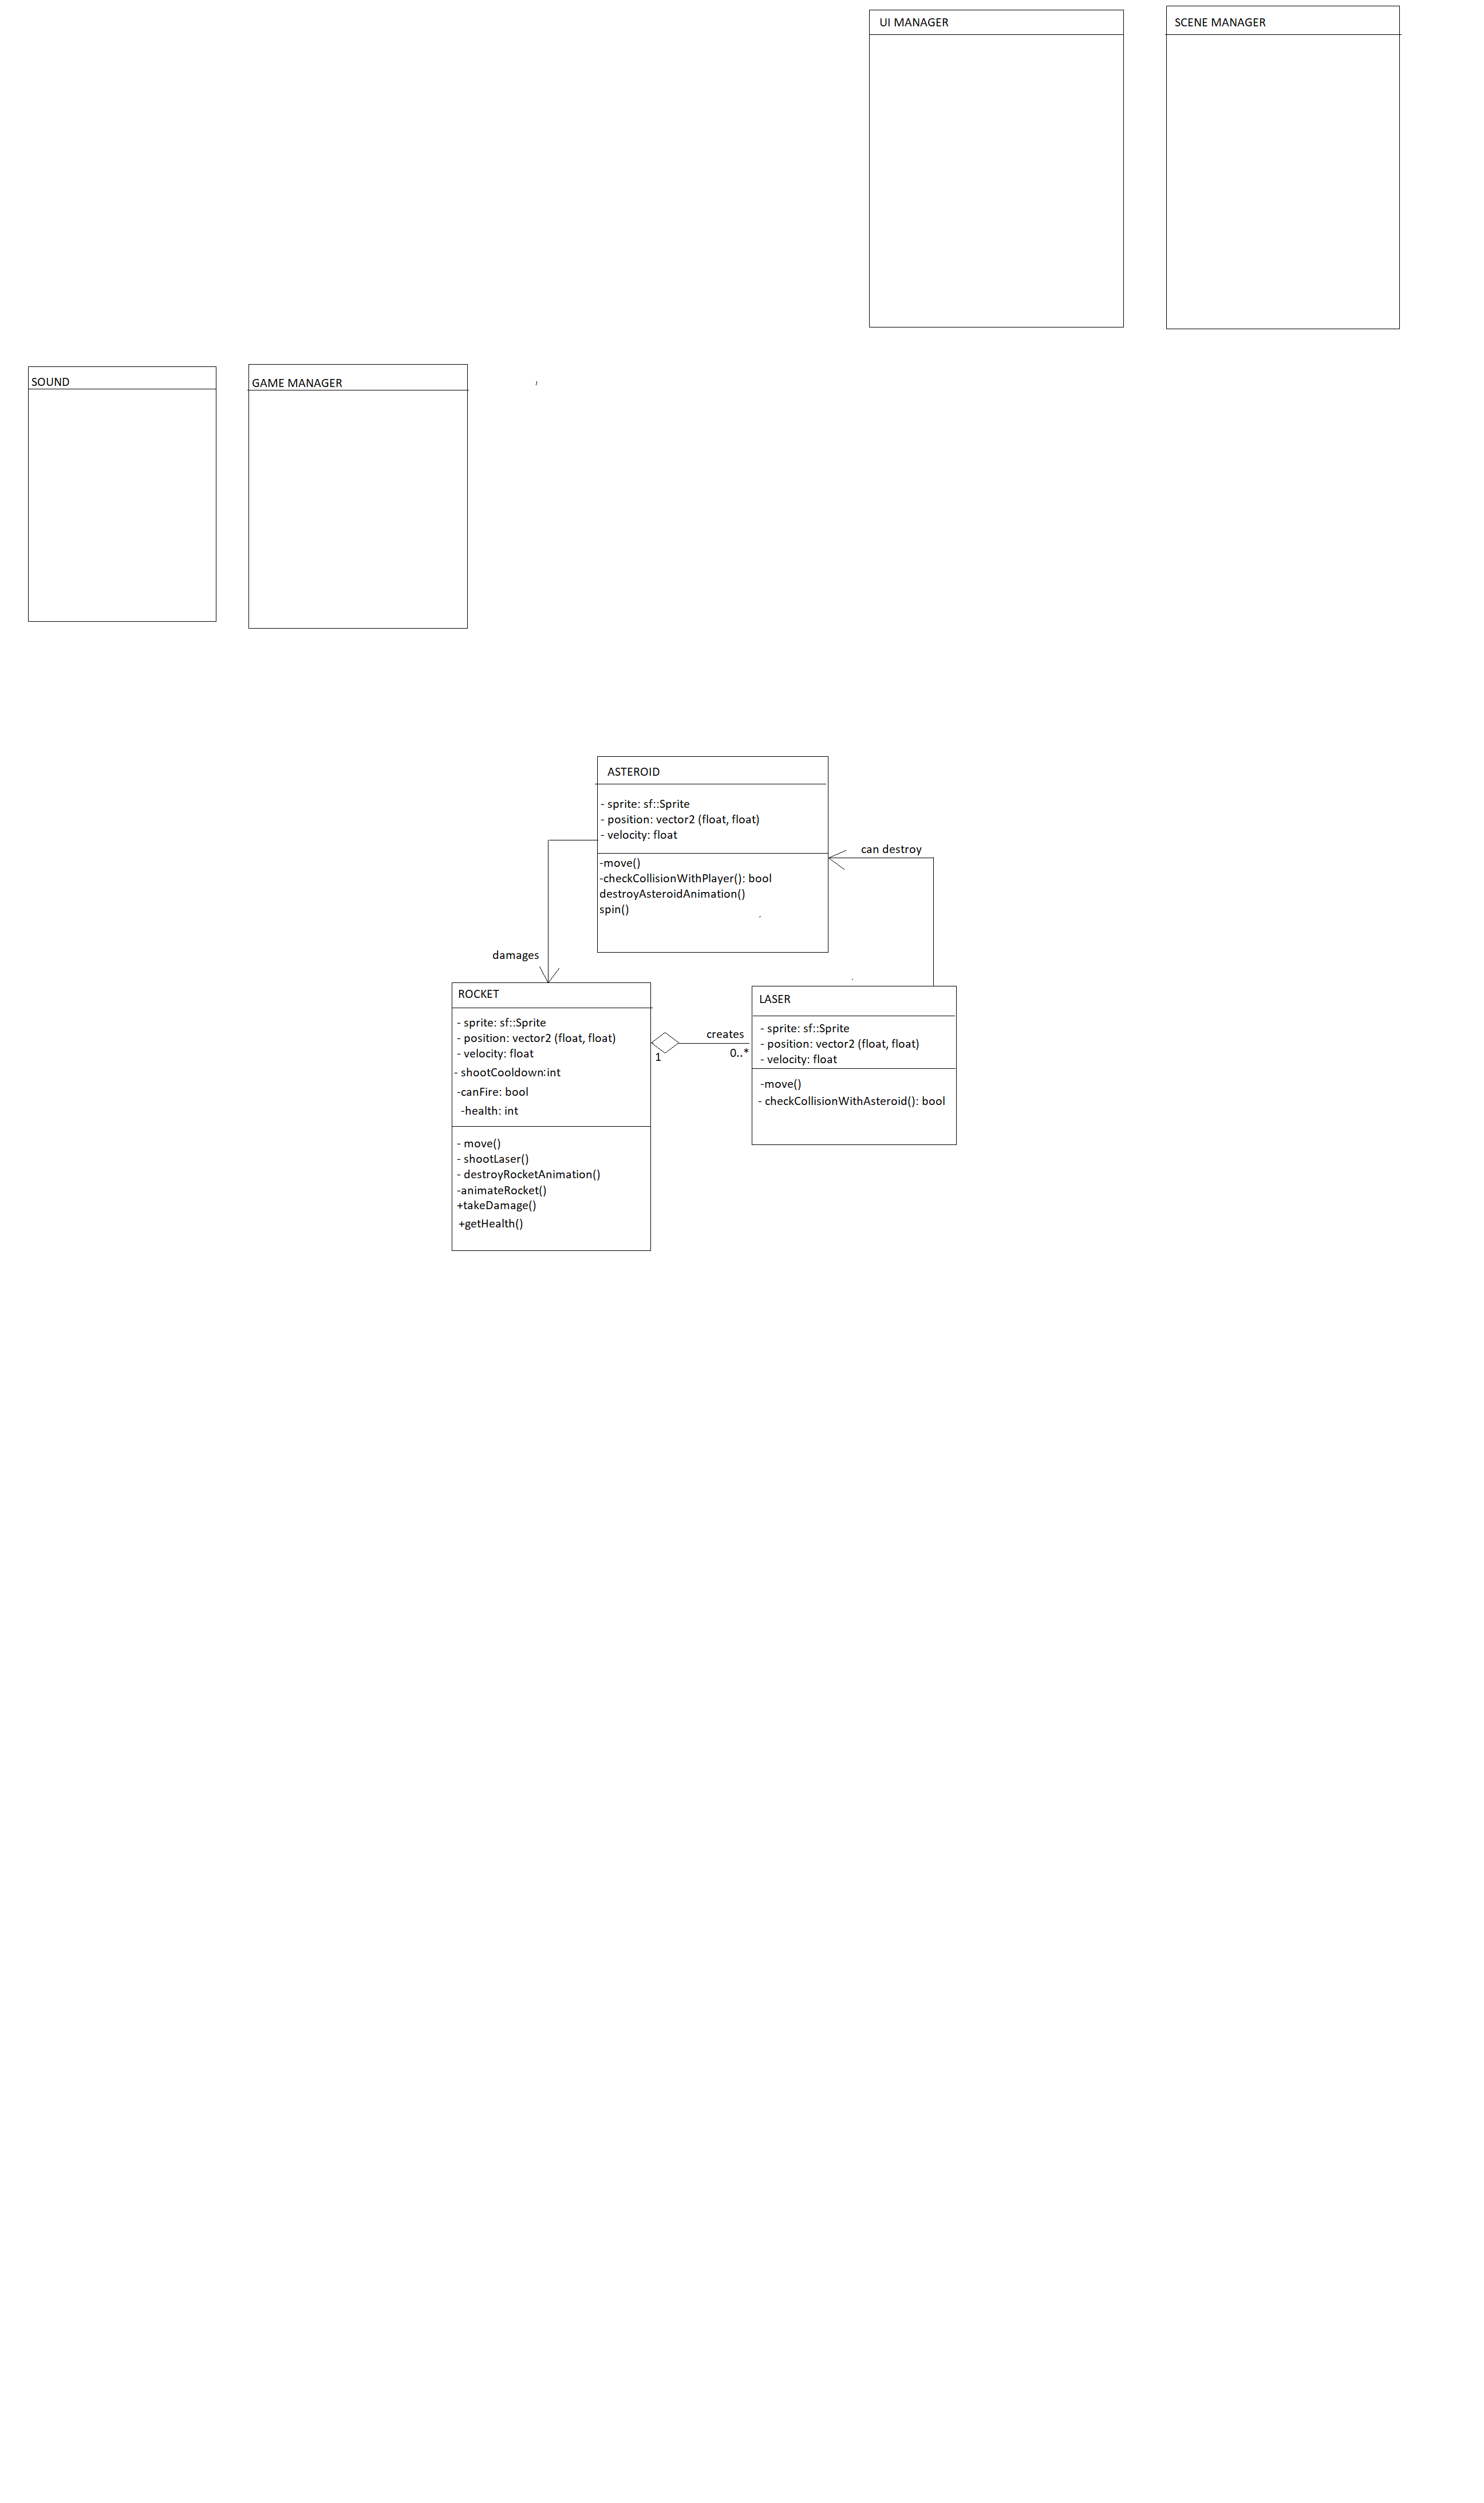 UI MANAGER
SCENE MANAGER
SOUND
GAME MANAGER
ASTEROID
- sprite: sf::Sprite
- position: vector2 (float, float)
- velocity: float
-move()
-checkCollisionWithPlayer(): bool
destroyAsteroidAnimation()
spin()
can destroy
damages
ROCKET
- sprite: sf::Sprite
- position: vector2 (float, float)
- velocity: float
- shootCooldown:int
-canFire: bool
-health: int
- move()
- shootLaser()
- destroyRocketAnimation()
-animateRocket()
+takeDamage()
+getHealth()
creates
1
0..*
LASER
- sprite: sf::Sprite
- position: vector2 (float, float)
- velocity: float
-move()
- checkCollisionWithAsteroid(): bool